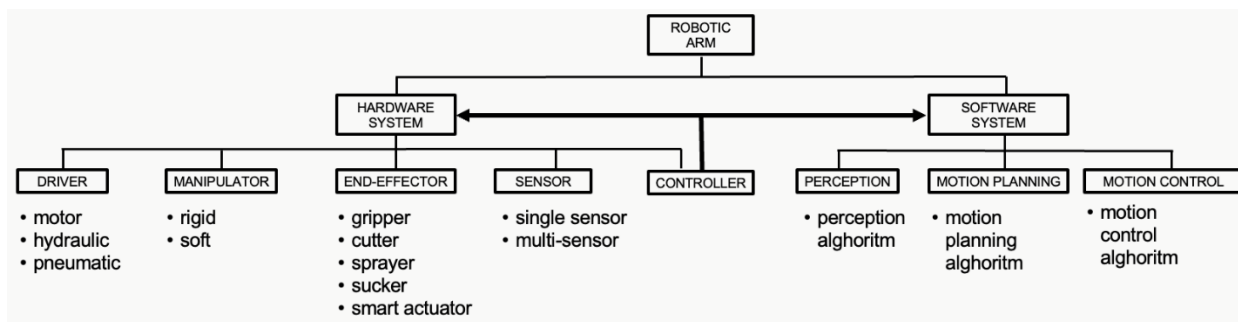 ROBOTIC
ARM
HARDWARE
SYSTEM
SOFTWARE
SYSTEM
DRIVER
MANIPULATOR
END-EFFECTOR
SENSOR
CONTROLLER
PERCEPTION
MOTION PLANNING
MOTION CONTROL
• motor
• hydraulic
• pneumatic
• rigid
• soft
• gripper
• cutter
• sprayer
• sucker
• smart actuator
• single sensor
• multi-sensor
• perception
alghoritm
• motion
planning
alghoritm
• motion
control
alghoritm